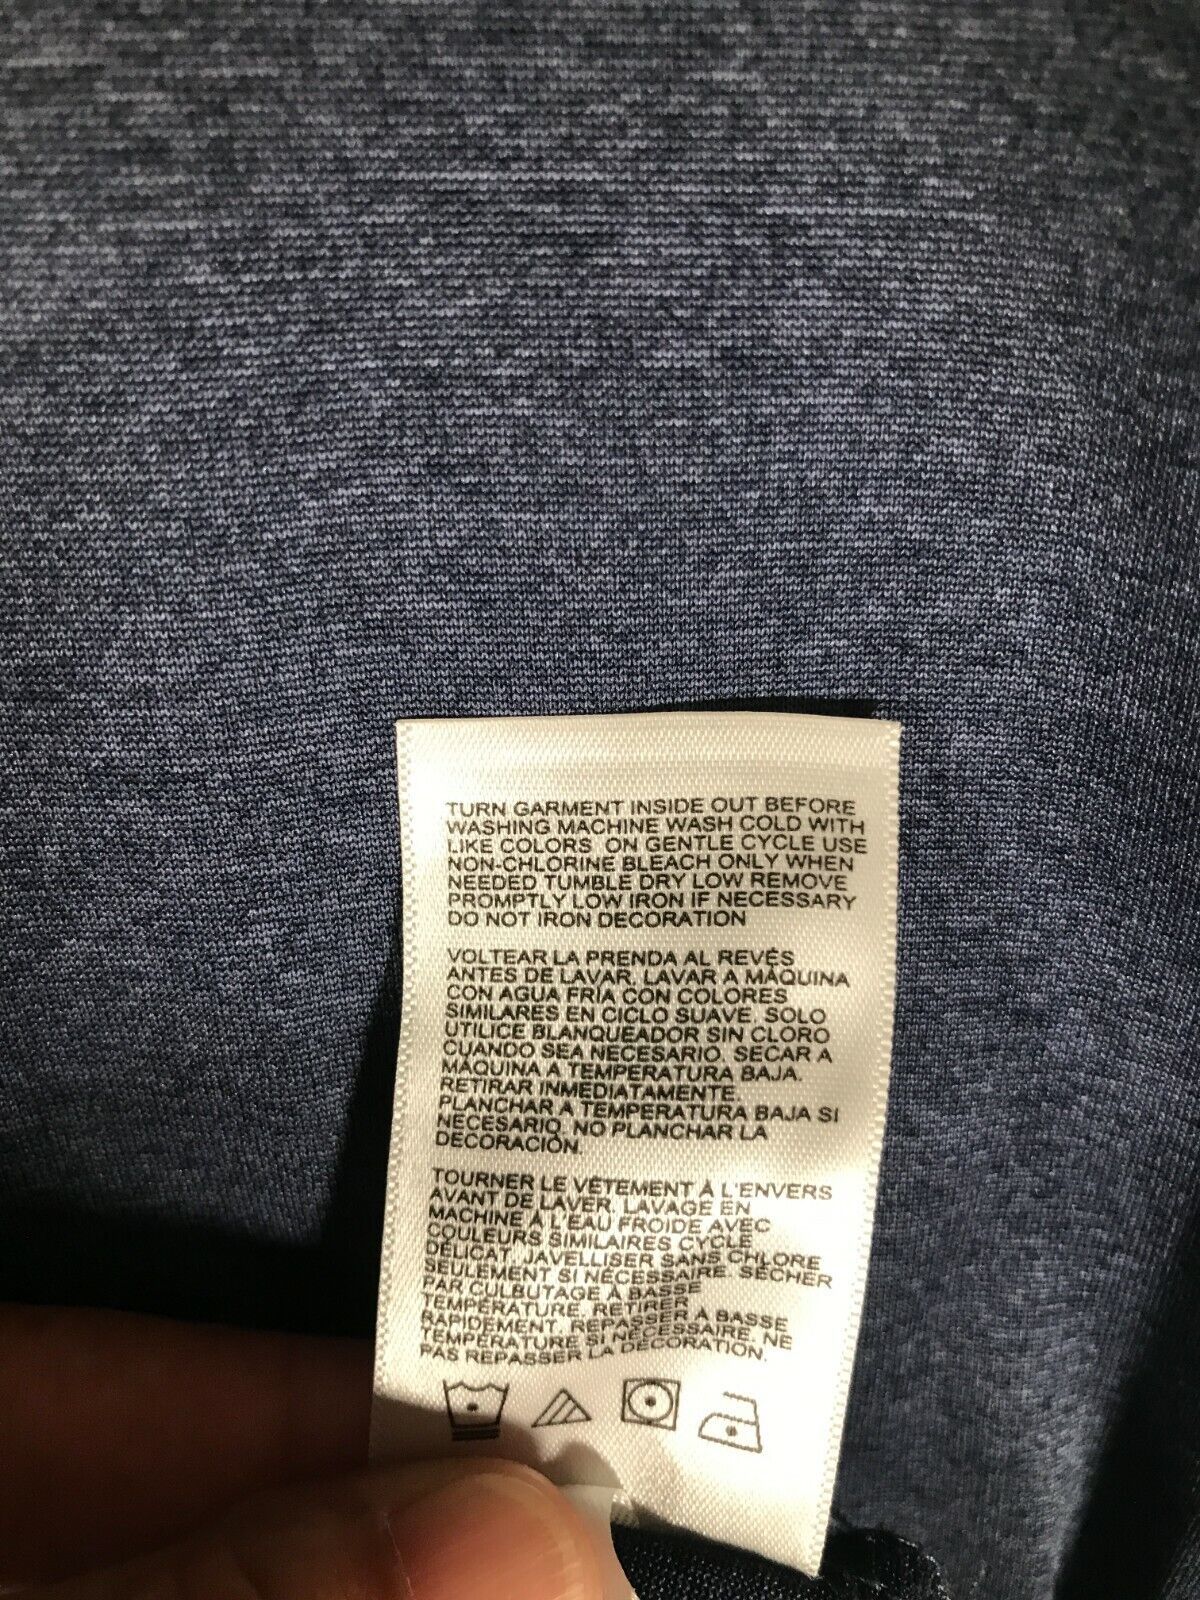 TURN GARMENT INSIDE OUT BEFORE
WASHING MACHINE WASH COLD WITH
LIKE COLORS ON GENTLE CYCLE USE
NON-CHLORINE BLEACH ONLY WHEN
NEEDED TUMBLE DRY LOW REMOVE
PROMPTLY LOW IRON IF NECESSARY
DO NOT IRON DECORATION
VOLTEAR LA PRENDA AL REVÉS
ANTES DE LAVAR. LAVAR A MÁQUINA
CON AGUA FRÍA CON COLORES
SIMILARES EN CICLO SUAVE. SOLO
UTILICE BLANQUEADOR SIN CLORO
CUANDO SEA NECESARIO. SECAR A
MÁQUINA A TEMPERATURA BAJA.
RETIRAR INMEDIATAMENTE.
PLANCHAR A TEMPERATURA BAJA SI
NECESARIO. NO PLANCHAR LA
DECORACIÓN.
TOURNER LE VÊTEMENT À L'ENVERS
AVANT DE LAVER. LAVAGE EN
MACHINE À L'EAU FROIDE AVEC
COULEURS SIMILAIRES CYCLE
DÉLICAT. JAVELLISER SANS CHLORE
SEULEMENT SI NÉCESSAIRE. SÉCHER
PAR CULBUTAGE À BASSE
TEMPÉRATURE. RETIRER
RAPIDEMENT. REPASSER À BASSE
TEMPÉRATURE SI NÉCESSAIRE. NE
PAS REPASSER LA DÉCORATION.